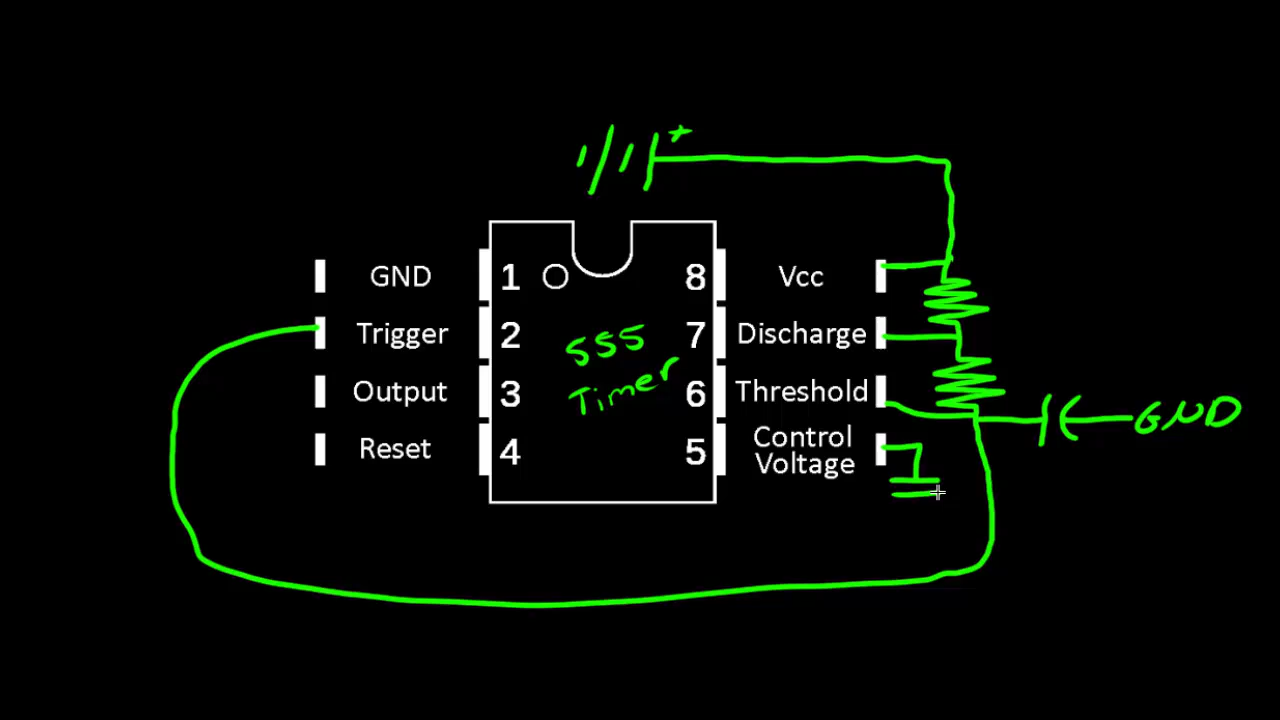 +
GND 1 8 Vcc
Trigger 2 7 Discharge
555
Timer
Output 3 6 Threshold
GND
Reset 4 5 Control
Voltage